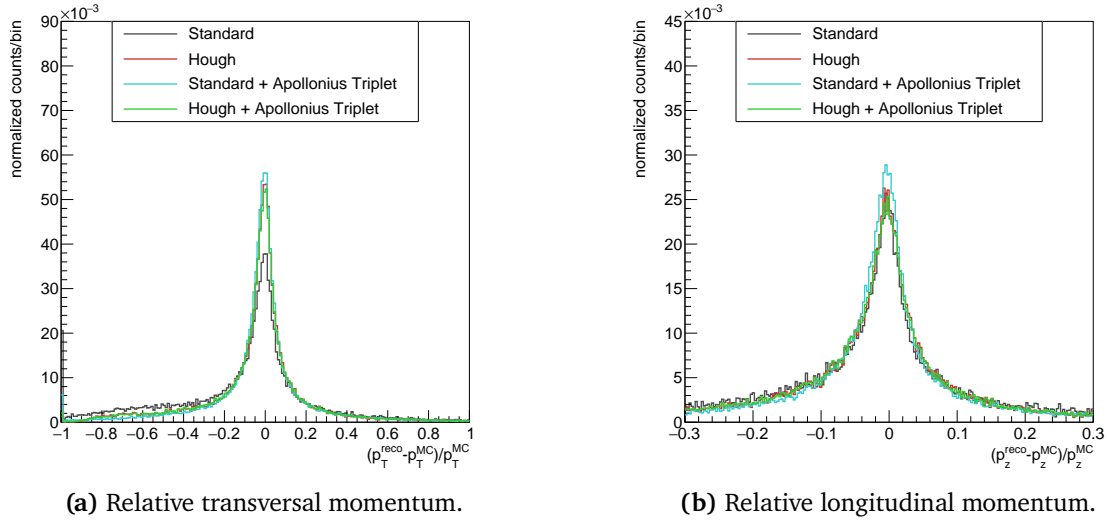 ×10⁻³
90
80
70
60
50
40
30
20
10
0
normalized counts/bin
Standard
Hough
Standard + Apollonius Triplet
Hough + Apollonius Triplet
−1 −0.8 −0.6 −0.4 −0.2 0 0.2 0.4 0.6 0.8 1
(p_T^reco-p_T^MC)/p_T^MC
(a) Relative transversal momentum.
×10⁻³
45
40
35
30
25
20
15
10
5
0
normalized counts/bin
Standard
Hough
Standard + Apollonius Triplet
Hough + Apollonius Triplet
−0.3 −0.2 −0.1 0 0.1 0.2 0.3
(p_z^reco-p_z^MC)/p_z^MC
(b) Relative longitudinal momentum.